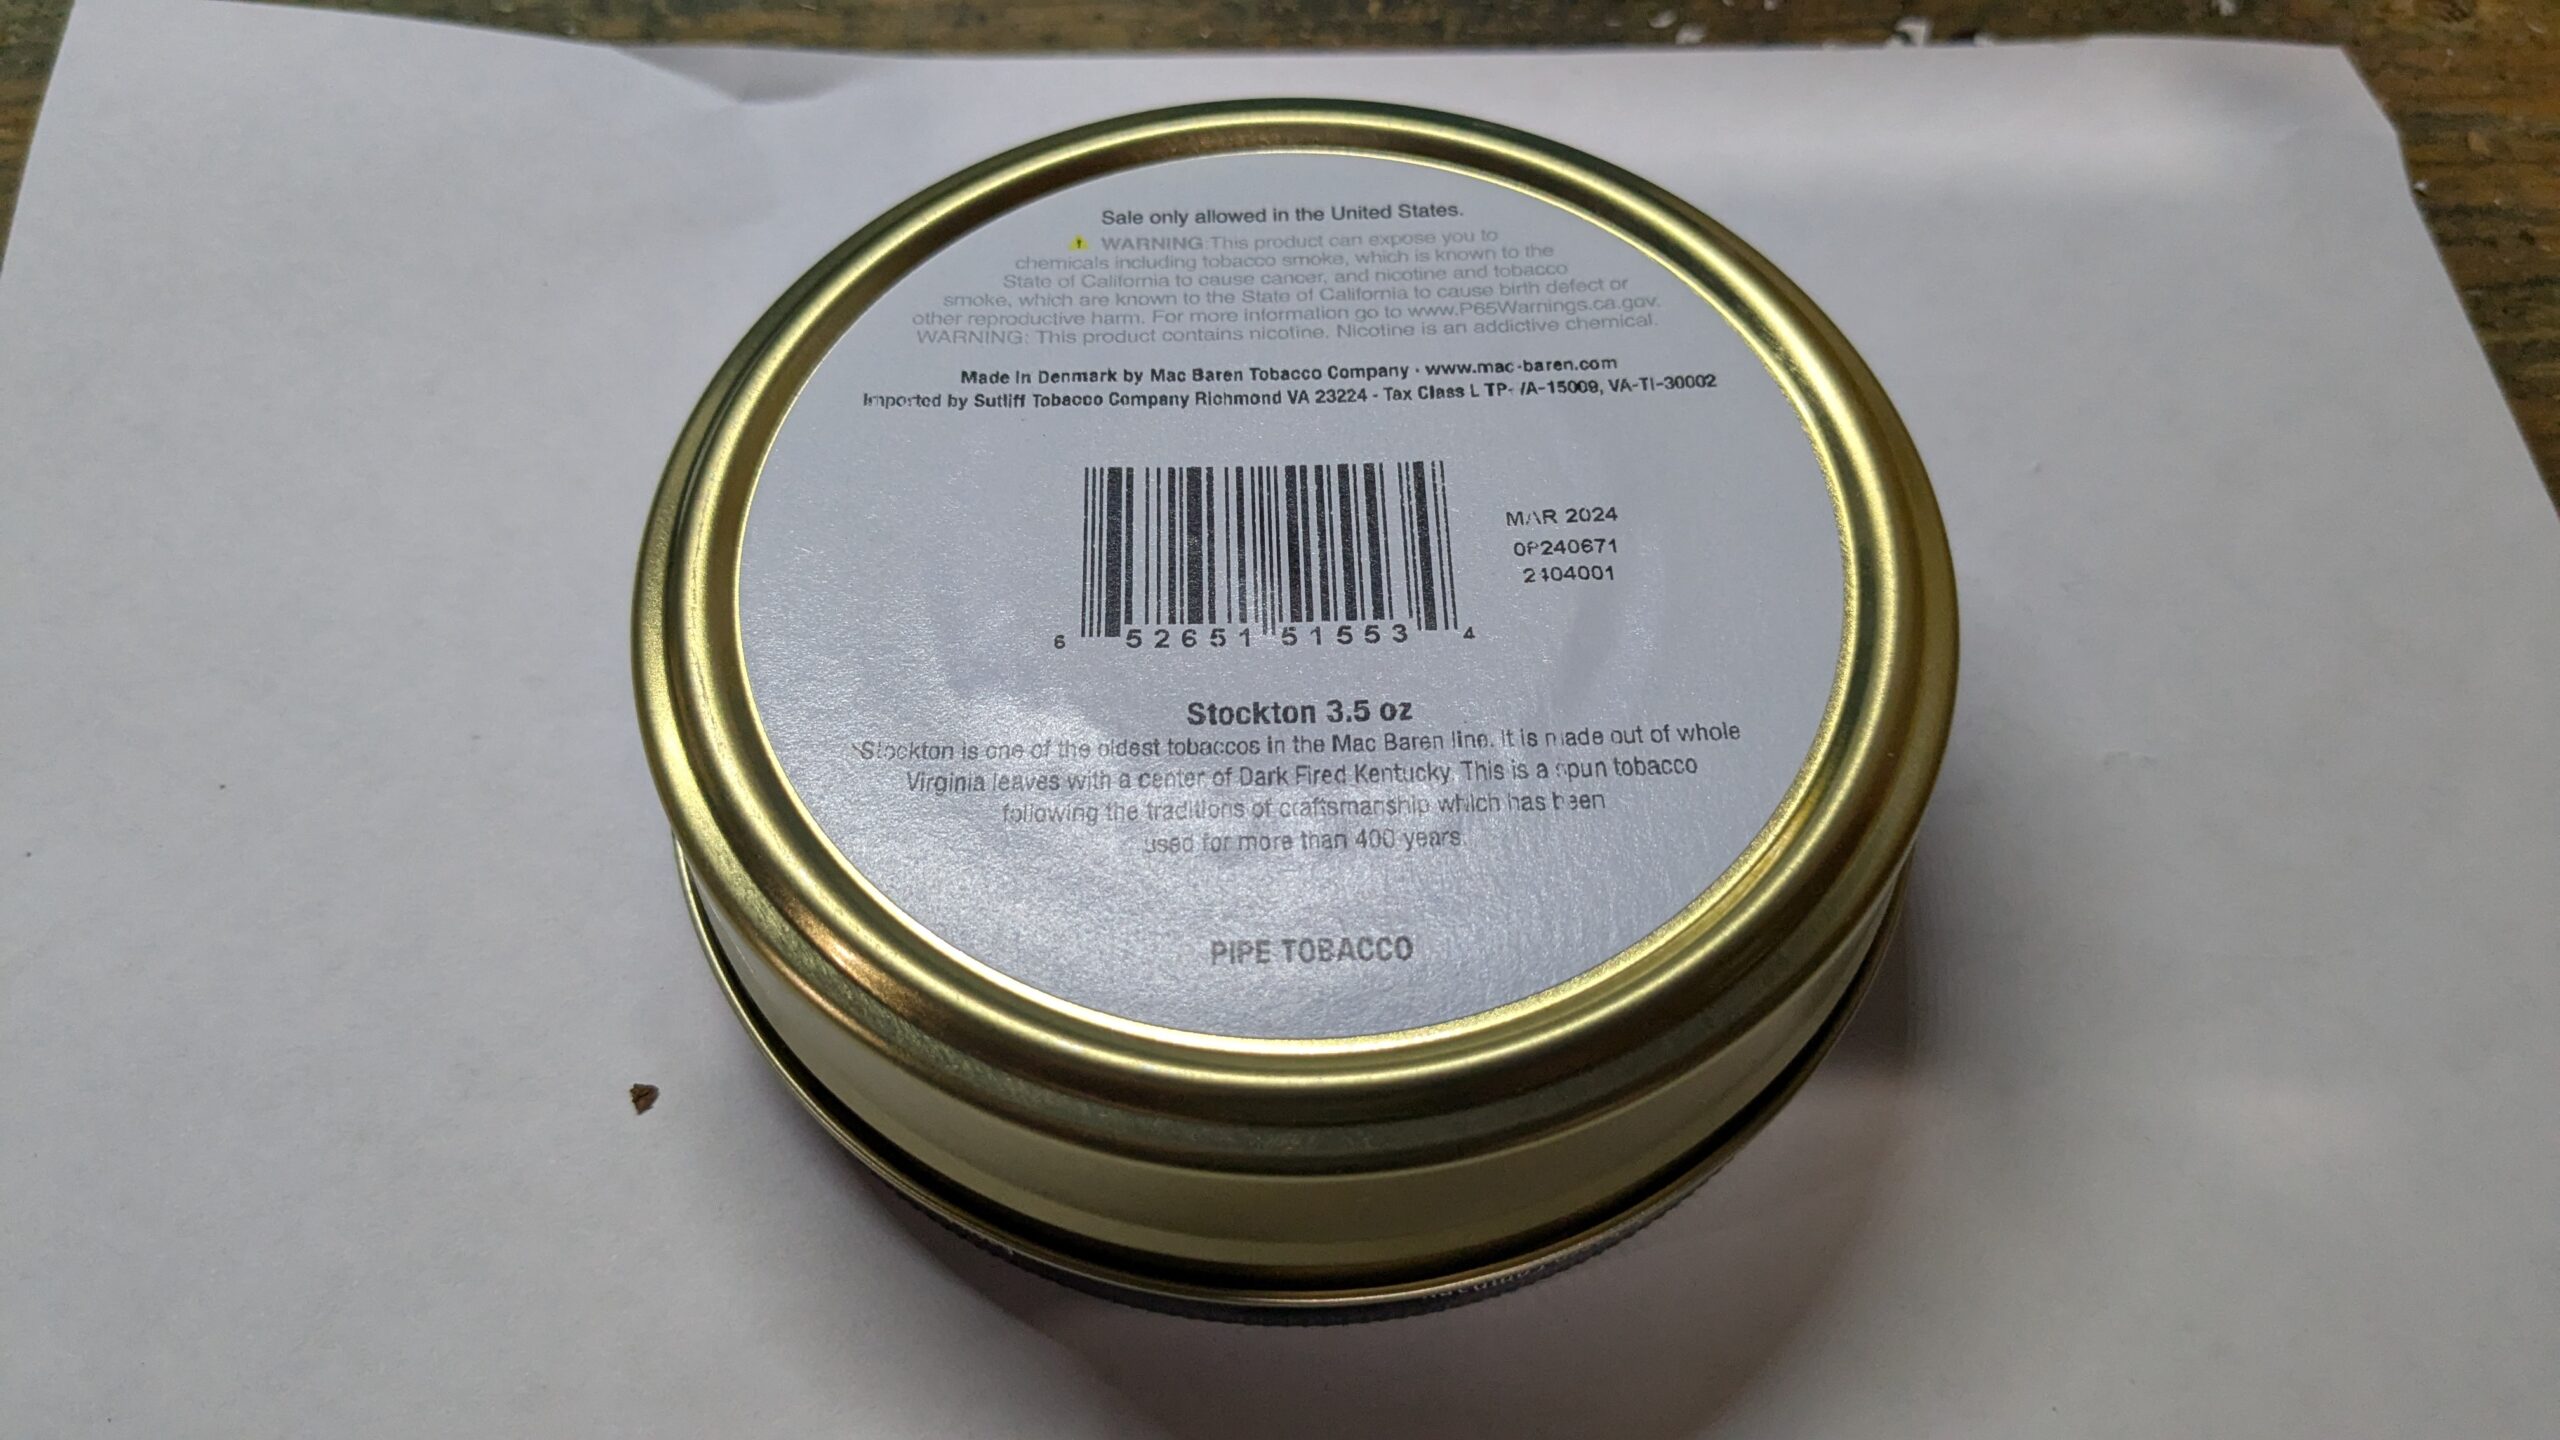 Sale only allowed in the United States.
WARNING: This product can expose you to
chemicals including tobacco smoke, which is known to the
State of California to cause cancer, and nicotine and tobacco
smoke, which are known to the State of California to cause birth defect or
other reproductive harm. For more information go to www.P65Warnings.ca.gov.
WARNING: This product contains nicotine. Nicotine is an addictive chemical.
Made in Denmark by Mac Baren Tobacco Company · www.mac-baren.com
Imported by Sutliff Tobacco Company Richmond VA 23224 - Tax Class L TP- VA-15009, VA-TI-30002
MAR 2024
240671
2404001
6 52651 51553 4
Stockton 3.5 oz
Stockton is one of the oldest tobaccos in the Mac Baren line. It is made out of whole
Virginia leaves with a center of Dark Fired Kentucky. This is a spun tobacco
following the traditions of craftsmanship which has been
used for more than 400 years.
PIPE TOBACCO